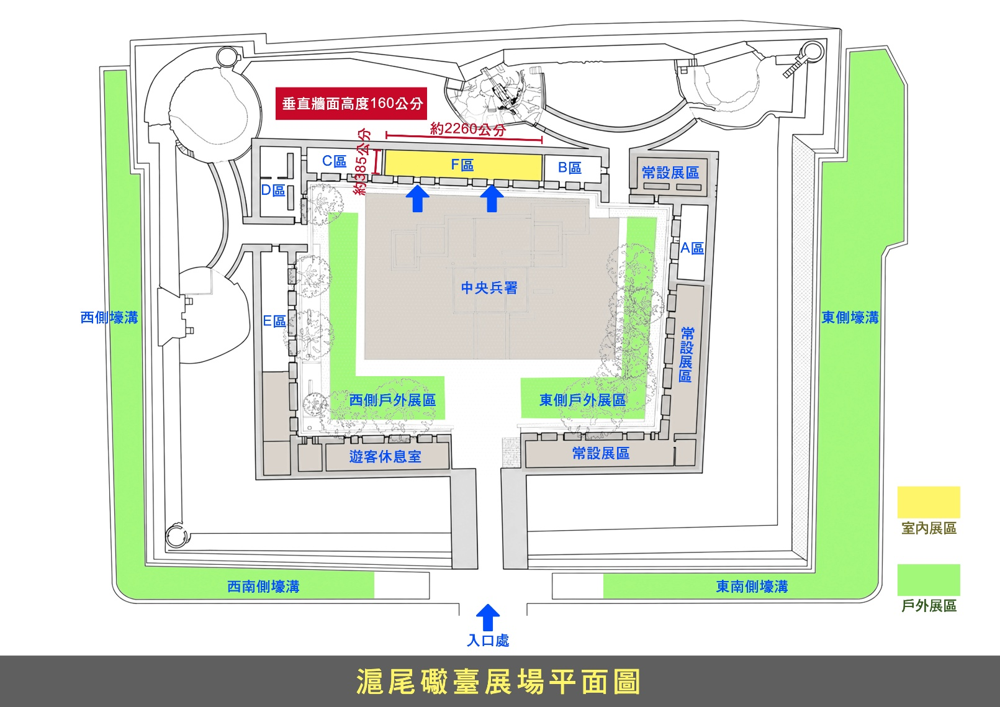 垂直牆面高度160公分
約2260公分
約385公分
C區
F區
B區
常設展區
D區
A區
中央兵署
E區
西側壕溝
東側壕溝
常設展區
西側戶外展區
東側戶外展區
遊客休息室
常設展區
室內展區
西南側壕溝
東南側壕溝
戶外展區
入口處
滬尾礮臺展場平面圖